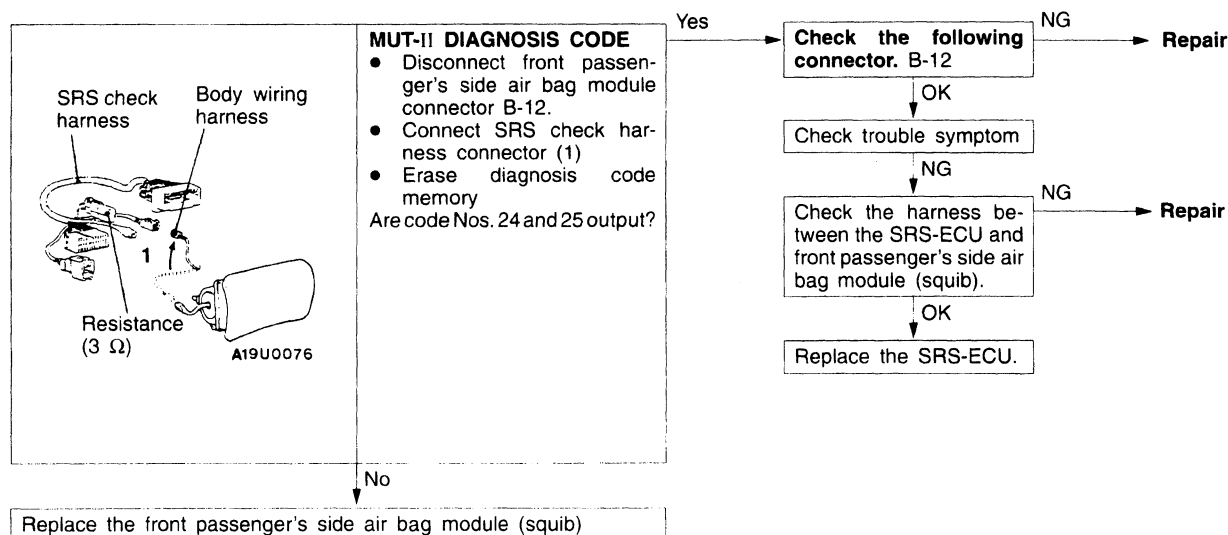 SRS check
harness
Body wiring
harness
1
Resistance
(3 Ω)
A19U0076
MUT-II DIAGNOSIS CODE
● Disconnect front passen-
ger's side air bag module
connector B-12.
● Connect SRS check har-
ness connector (1)
● Erase diagnosis code
memory
Are code Nos. 24 and 25 output?
Yes
Check the following
connector. B-12
NG
Repair
OK
Check trouble symptom
NG
Check the harness be-
tween the SRS-ECU and
front passenger's side air
bag module (squib).
NG
Repair
OK
Replace the SRS-ECU.
No
Replace the front passenger's side air bag module (squib)